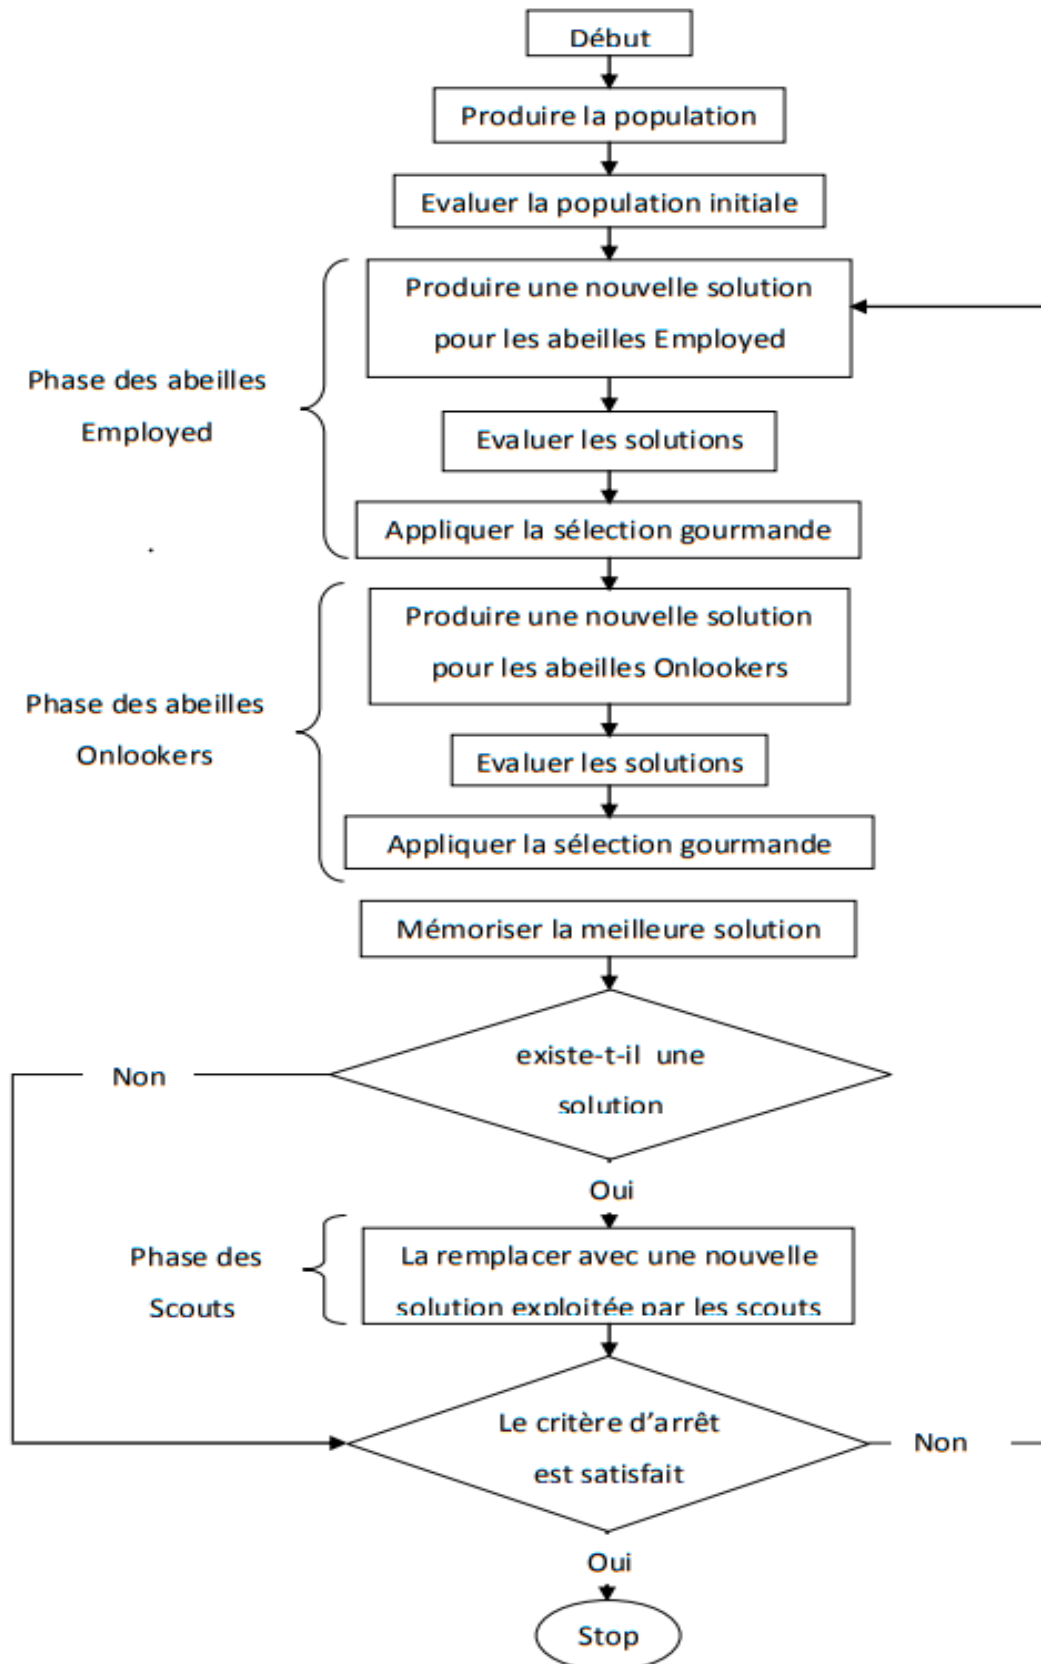 Début
Produire la population
Evaluer la population initiale
Produire une nouvelle solution
pour les abeilles Employed
Phase des abeilles
Employed
Evaluer les solutions
Appliquer la sélection gourmande
Produire une nouvelle solution
pour les abeilles Onlookers
Phase des abeilles
Onlookers
Evaluer les solutions
Appliquer la sélection gourmande
Mémoriser la meilleure solution
existe-t-il une
solution
Non
Oui
Phase des
Scouts
La remplacer avec une nouvelle
solution exploitée par les scouts
Le critère d'arrêt
est satisfait
Non
Oui
Stop